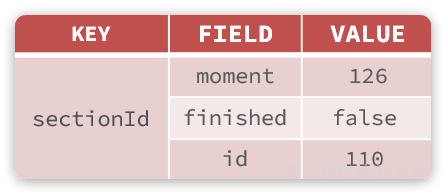 KEY FIELD VALUE
moment 126
sectionId finished false
id 110